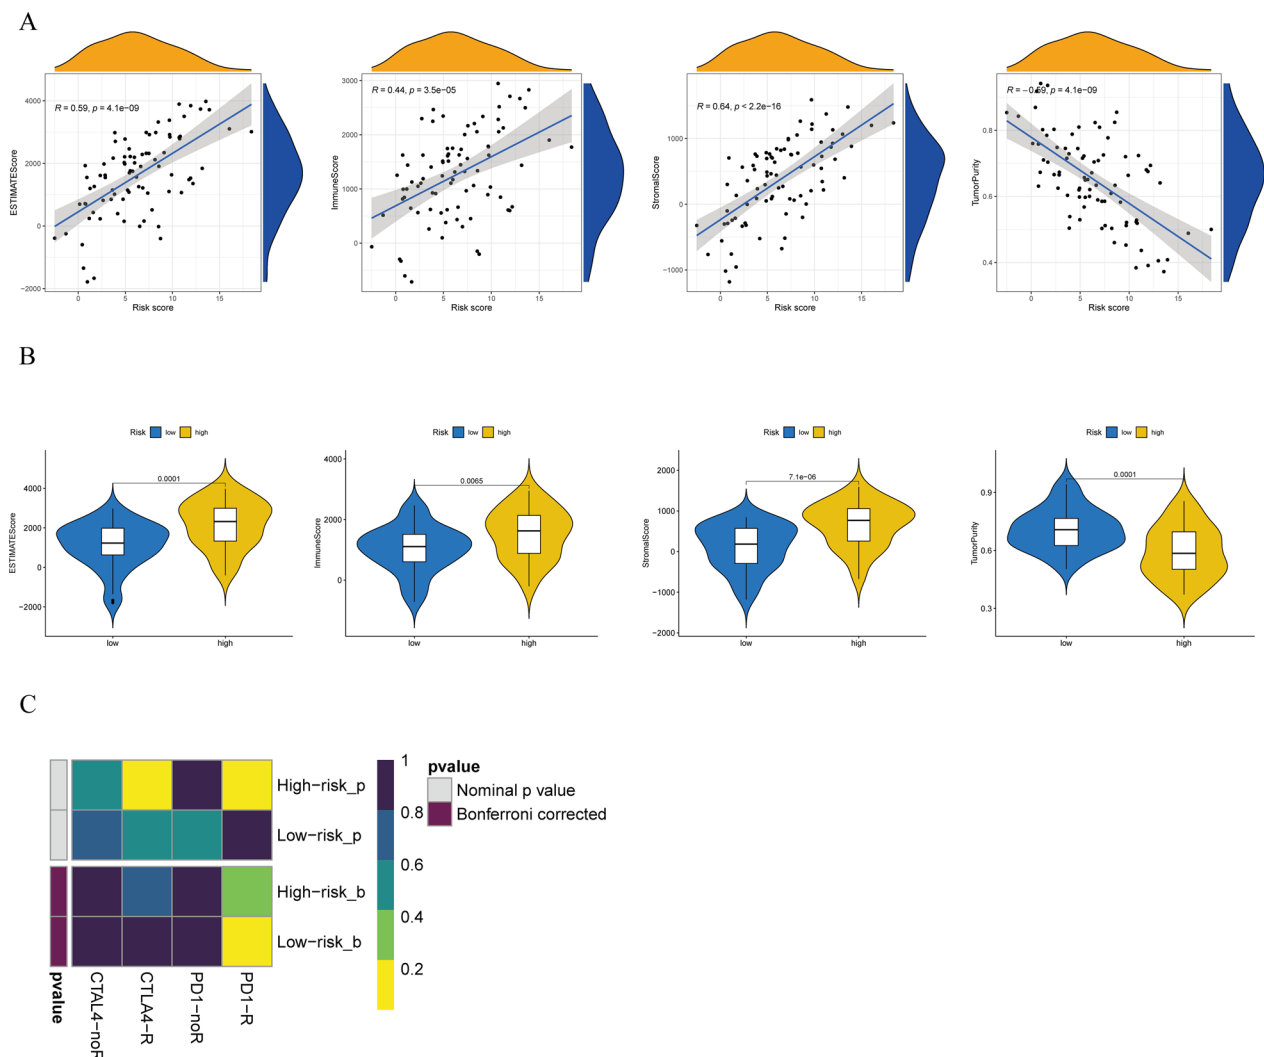 A
R = 0.59, p = 4.1e−09
ESTIMATEScore
4000
2000
0
−2000
0
5
10
15
Risk score
R = 0.44, p = 3.5e−05
ImmuneScore
3000
2000
1000
0
0
5
10
15
Risk score
R = 0.64, p < 2.2e−16
StromalScore
1000
0
−1000
0
5
10
15
Risk score
R = −0.59, p = 4.1e−09
TumorPurity
0.8
0.6
0.4
0
5
10
15
Risk score
B
Risk low high
ESTIMATEScore
4000
2000
0
−2000
0.0001
low
high
Risk low high
ImmuneScore
4000
2000
0
0.0065
low
high
Risk low high
StromalScore
2000
1000
0
−1000
−2000
7.1e−06
low
high
Risk low high
TumorPurity
0.9
0.6
0.3
0.0001
low
high
C
High−risk_p
Low−risk_p
High−risk_b
Low−risk_b
pvalue
CTAL4−noR
CTLA4−R
PD1−noR
PD1−R
1
0.8
0.6
0.4
0.2
pvalue
Nominal p value
Bonferroni corrected